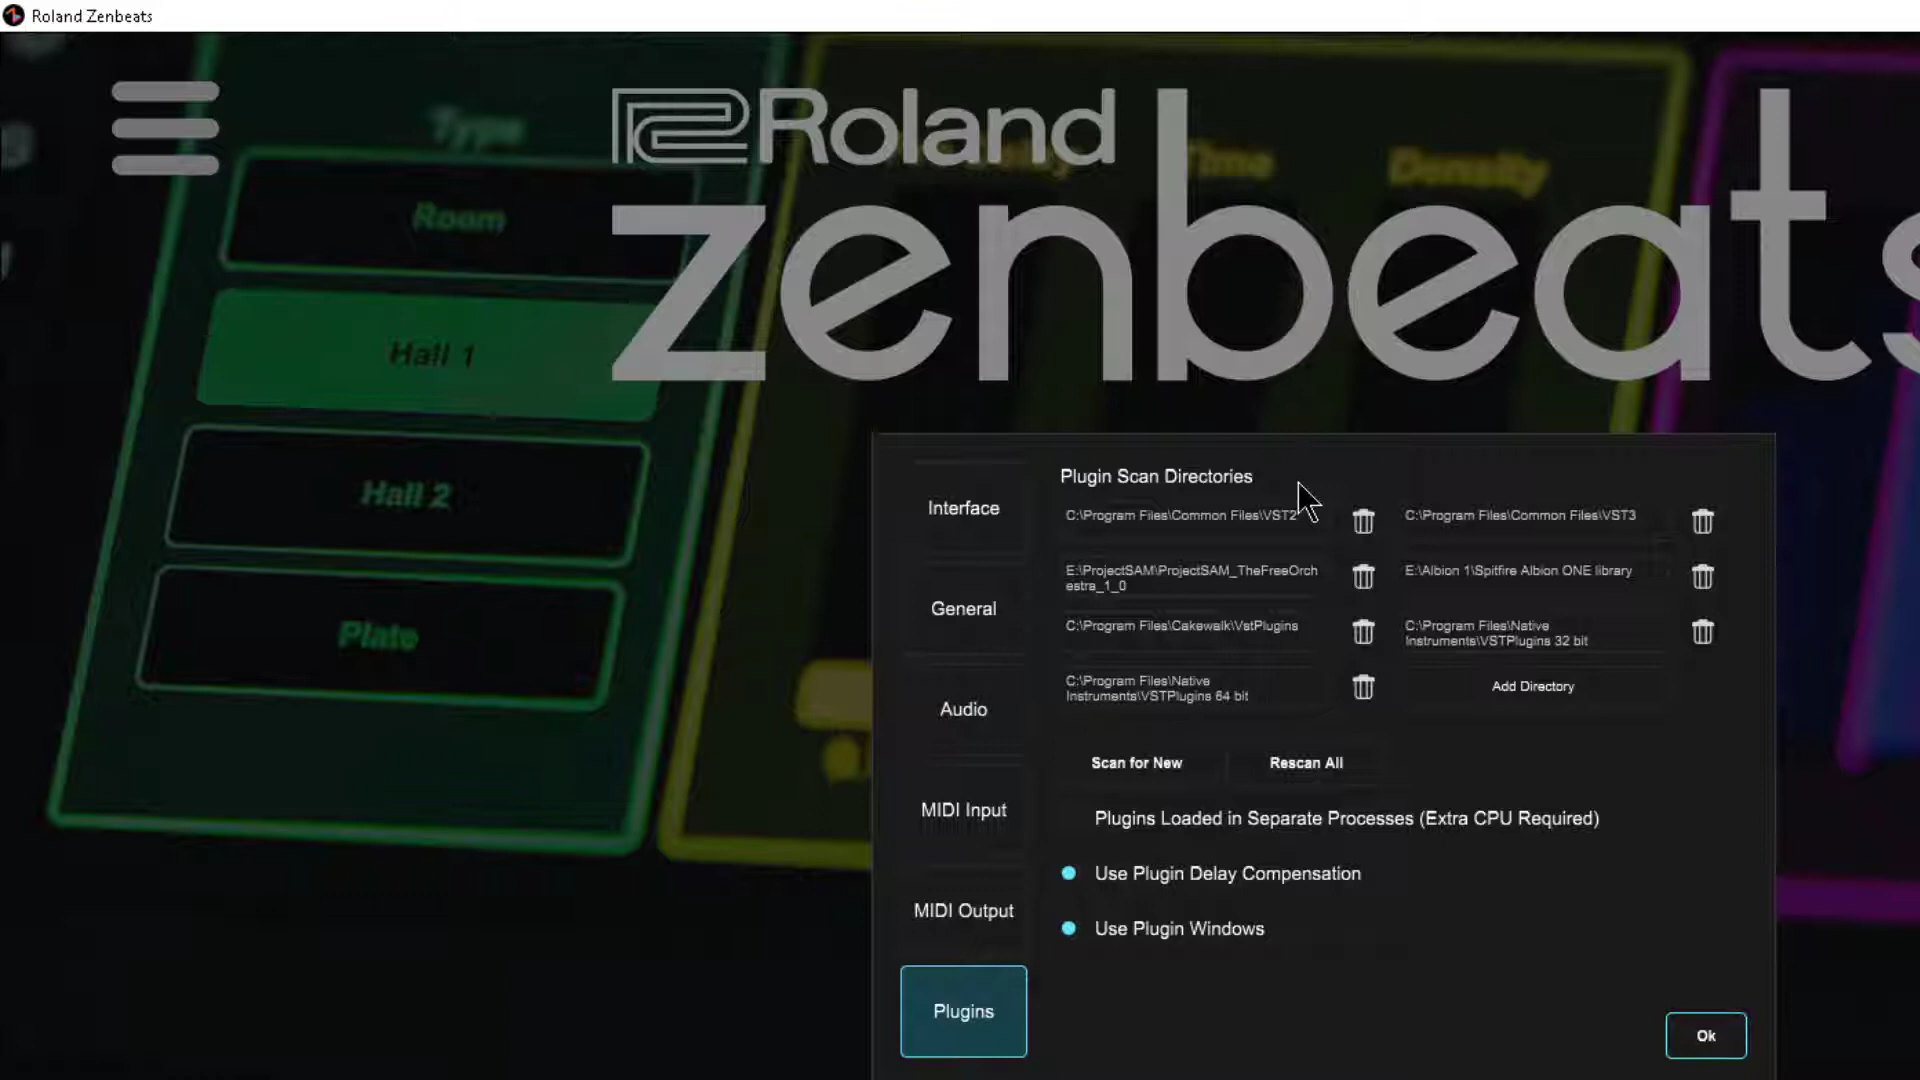 Roland Zenbeats
Type
Room
Hall 1
Hall 2
Plate
Time
Density
Roland
zenbeats
Interface
General
Audio
MIDI Input
MIDI Output
Plugins
Plugin Scan Directories
C:\Program Files\Common Files\VST2
C:\Program Files\Common Files\VST3
E:\ProjectSAM\ProjectSAM_TheFreeOrch
estra_1_0
E:\Albion 1\Spitfire Albion ONE library
C:\Program Files\Cakewalk\VstPlugins
C:\Program Files\Native
Instruments\VSTPlugins 32 bit
C:\Program Files\Native
Instruments\VSTPlugins 64 bit
Add Directory
Scan for New
Rescan All
Plugins Loaded in Separate Processes (Extra CPU Required)
Use Plugin Delay Compensation
Use Plugin Windows
Ok